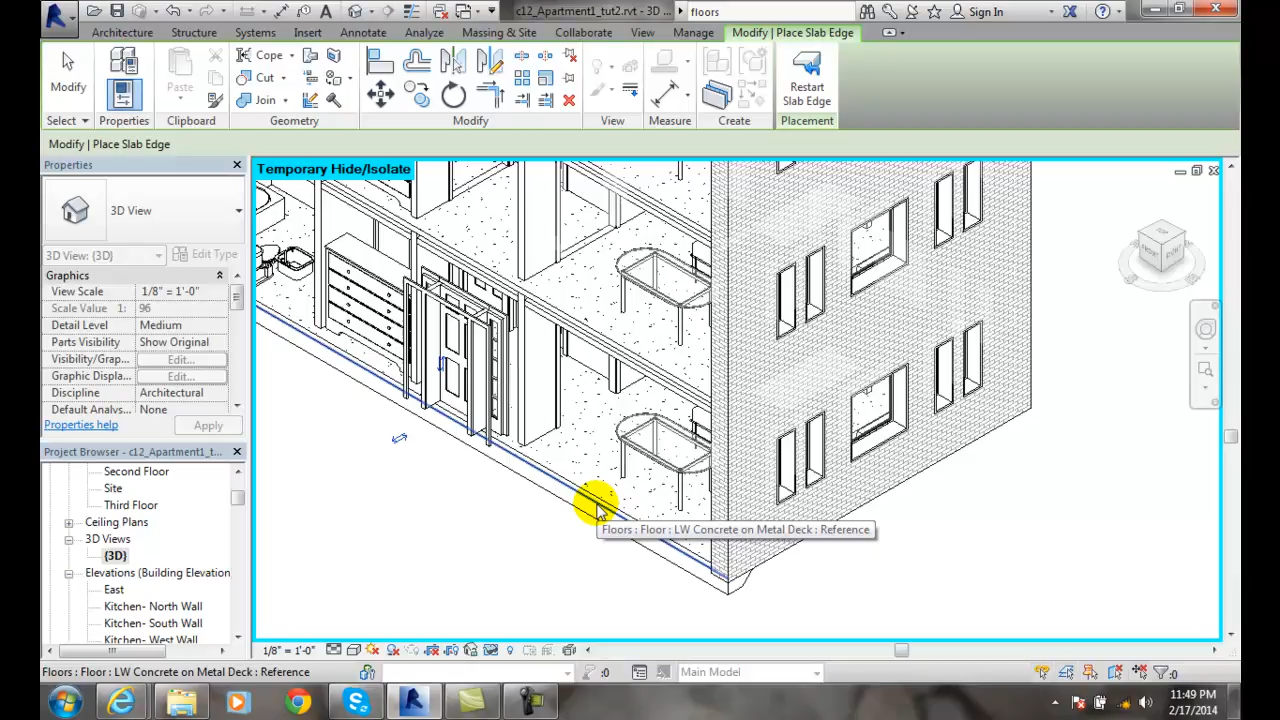 c12_Apartment1_tut2.rvt - 3D ...
floors
Sign In
Architecture
Structure
Systems
Insert
Annotate
Analyze
Massing & Site
Collaborate
View
Manage
Modify | Place Slab Edge
Modify
Paste
Cope
Cut
Join
Restart
Slab Edge
Select
Properties
Clipboard
Geometry
Modify
View
Measure
Create
Placement
Modify | Place Slab Edge
Properties
3D View
3D View: (3D)
Edit Type
Graphics
View Scale 1/8" = 1'-0"
Scale Value 1: 96
Detail Level Medium
Parts Visibility Show Original
Visibility/Grap... Edit...
Graphic Displa... Edit...
Discipline Architectural
Default Analys... None
Properties help
Apply
Project Browser - c12_Apartment1_t...
Second Floor
Site
Third Floor
Ceiling Plans
3D Views
{3D}
Elevations (Building Elevation
East
Kitchen- North Wall
Kitchen- South Wall
Kitchen- West Wall
Temporary Hide/Isolate
Floors : Floor : LW Concrete on Metal Deck : Reference
1/8" = 1'-0"
Floors : Floor : LW Concrete on Metal Deck : Reference
:0
Main Model
:0
11:49 PM
2/17/2014